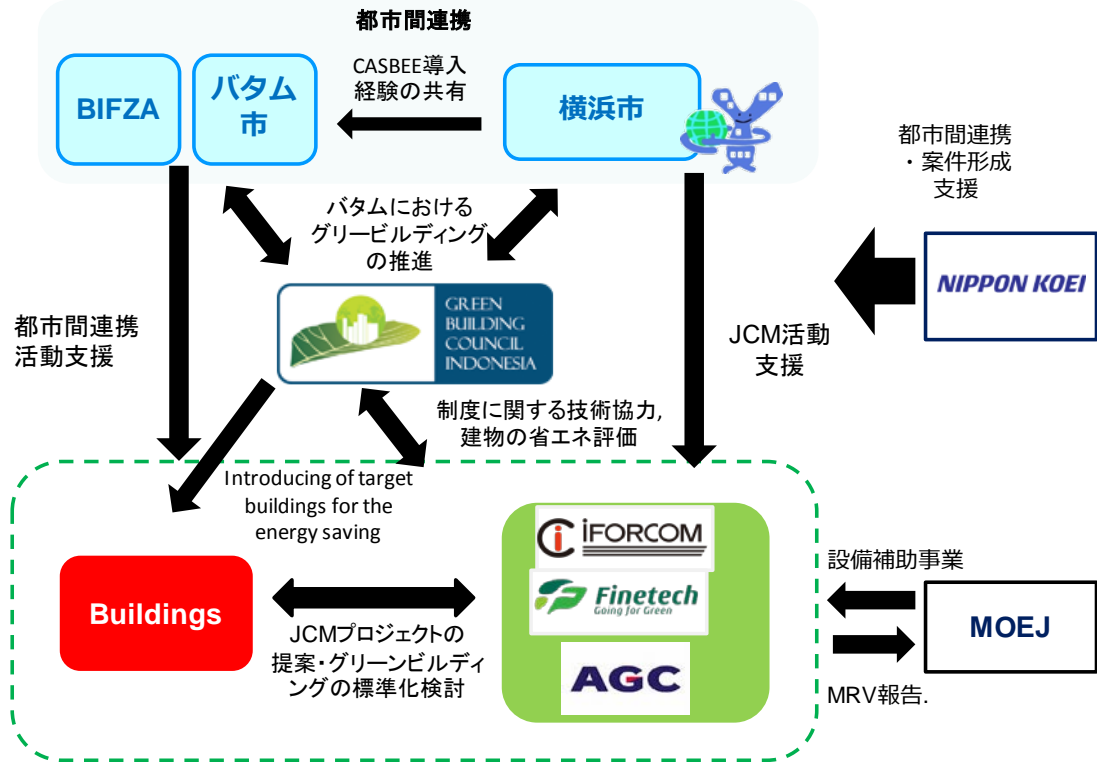 都市間連携
BIFZA
バタム
市
CASBEE導入
経験の共有
横浜市
都市間連携
・案件形成
支援
NIPPON KOEI
バタムにおける
グリービルディング
の推進
GREEN
BUILDING
COUNCIL
INDONESIA
都市間連携
活動支援
JCM活動
支援
制度に関する技術協力,
建物の省エネ評価
Introducing of target
buildings for the
energy saving
iFORCOM
Finetech
Going for Green
AGC
Buildings
JCMプロジェクトの
提案・グリーンビルディ
ングの標準化検討
設備補助事業
MOEJ
MRV報告.